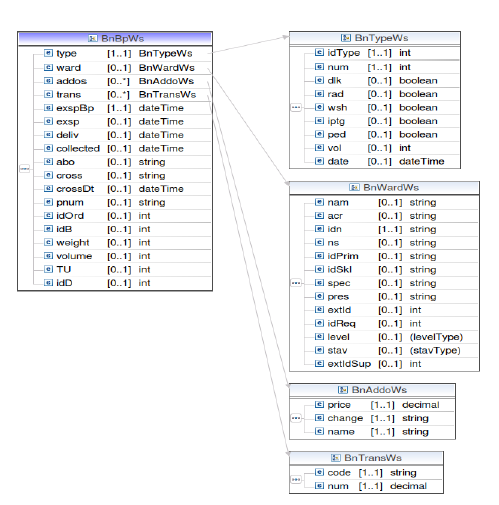 BnBpWs
type [1..1] BnTypeWs
ward [0..1] BnWardWs
addos [0..*] BnAddoWs
trans [0..*] BnTransWs
exspBp [1..1] dateTime
exsp [0..1] dateTime
deliv [0..1] dateTime
collected [0..1] dateTime
abo [0..1] string
cross [0..1] string
crossDt [0..1] dateTime
pnum [0..1] string
idOrd [0..1] int
idB [0..1] int
weight [0..1] int
volume [0..1] int
TU [0..1] int
idD [0..1] int
BnTypeWs
idType [1..1] int
num [1..1] int
dlk [0..1] boolean
rad [0..1] boolean
wsh [0..1] boolean
iptg [0..1] boolean
ped [0..1] boolean
vol [0..1] int
date [0..1] dateTime
BnWardWs
nam [0..1] string
acr [0..1] string
idn [1..1] string
ns [0..1] string
idPrim [0..1] string
idSkl [0..1] string
spec [0..1] string
pres [0..1] string
extId [0..1] int
idReq [0..1] int
level [0..1] (levelType)
stav [0..1] (stavType)
extIdSup [0..1] int
BnAddoWs
price [1..1] decimal
change [1..1] string
name [1..1] string
BnTransWs
code [1..1] string
num [1..1] decimal